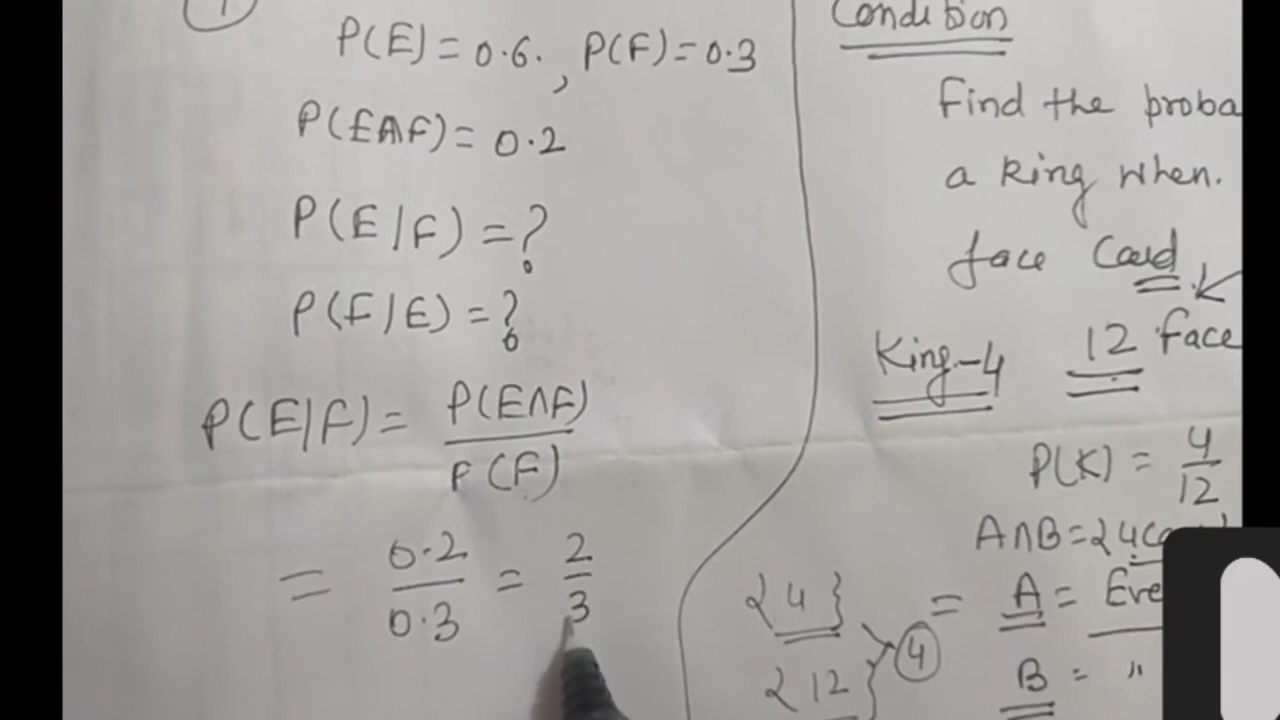 P(E) = 0.6. , P(F) = 0.3
P(E∩F) = 0.2
P(E/F) = ?
P(F/E) = ?
P(E/F) = P(E∩F)
P(F)
= 0.2 = 2
0.3 3
Condition
Find the proba
a King when.
face Card
King-4 12 face
P(K) = 4
12
A∩B = {4
{4} = A = Eve
{12} 4 B = "